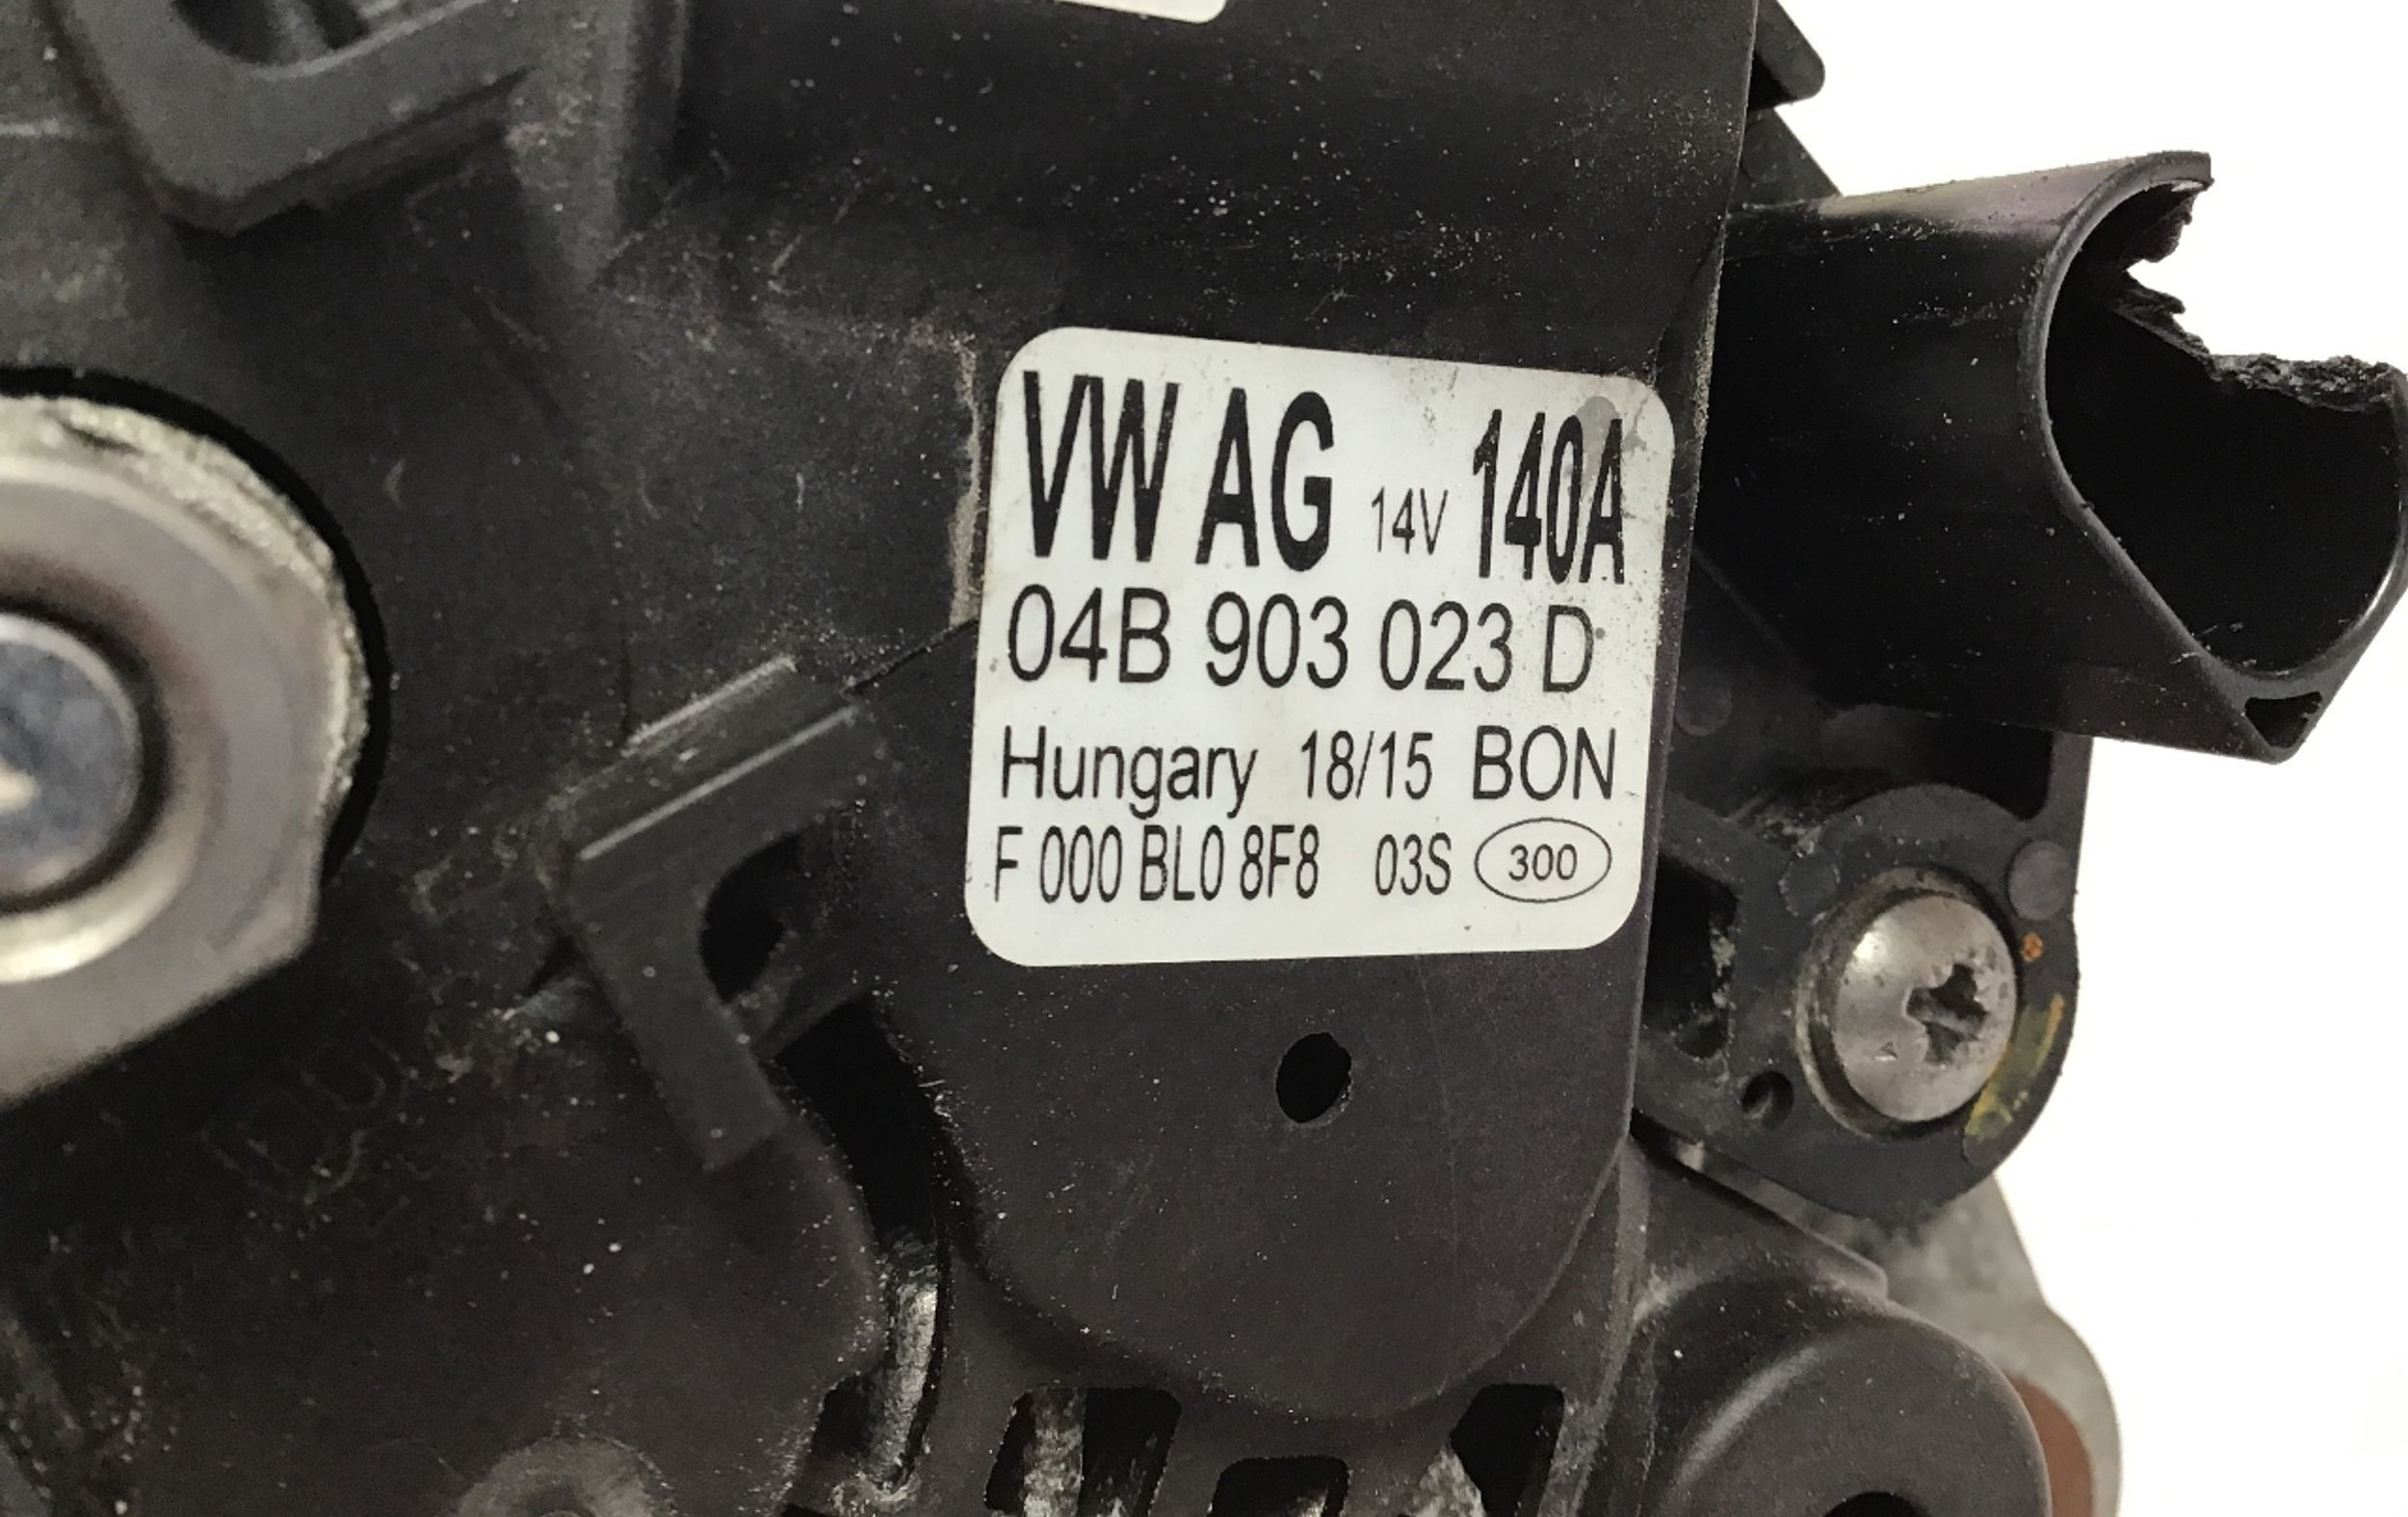 VW AG 14V 140A
04B 903 023 D
Hungary 18/15 BON
F 000 BL0 8F8 03S 300